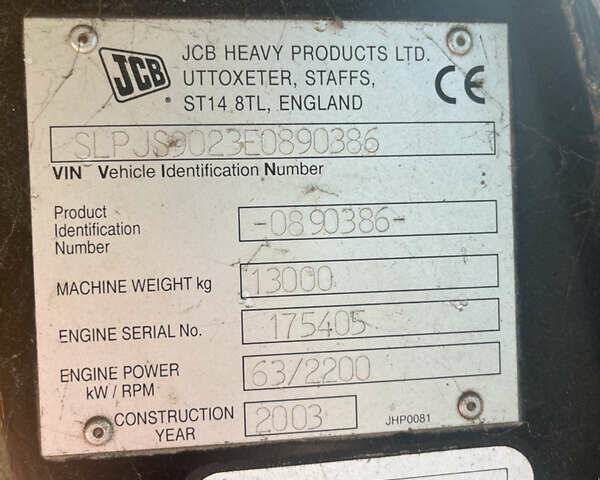 JCB
JCB HEAVY PRODUCTS LTD.
UTTOXETER, STAFFS,
ST14 8TL, ENGLAND
CE
SLPJS9023E0890386
VIN Vehicle Identification Number
Product
Identification
Number
-0890386-
MACHINE WEIGHT kg
13000
ENGINE SERIAL No.
175405
ENGINE POWER
kW / RPM
63/2200
CONSTRUCTION
YEAR
2003
JHP0081